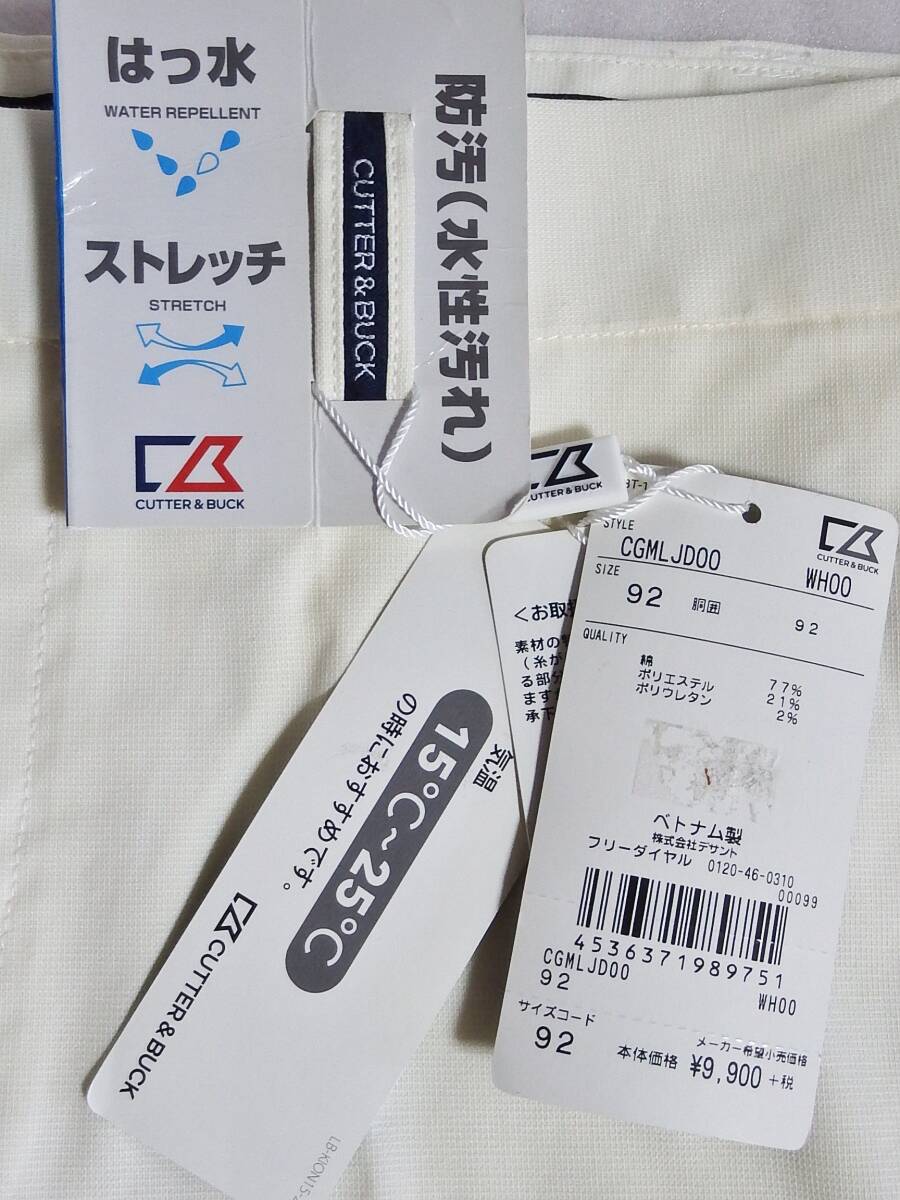 はっ水
WATER REPELLENT
ストレッチ
STRETCH
CUTTER & BUCK
防汚(水性汚れ)
CUTTER & BUCK
CUTTER & BUCK
気温
15℃~25℃
の時におすすめです。
CUTTER & BUCK
<お取
素材の
(糸が
る部分
ます
承下
STYLE
CGMLJD00
WH00
CUTTER & BUCK
SIZE
92 胴囲 92
QUALITY
綿 77%
ポリエステル 21%
ポリウレタン 2%
ベトナム製
株式会社デサント
フリーダイヤル 0120-46-0310
00099
4536371989751
CGMLJD00
92
WH00
サイズコード
92
メーカー希望小売価格
本体価格 ¥9,900 +税